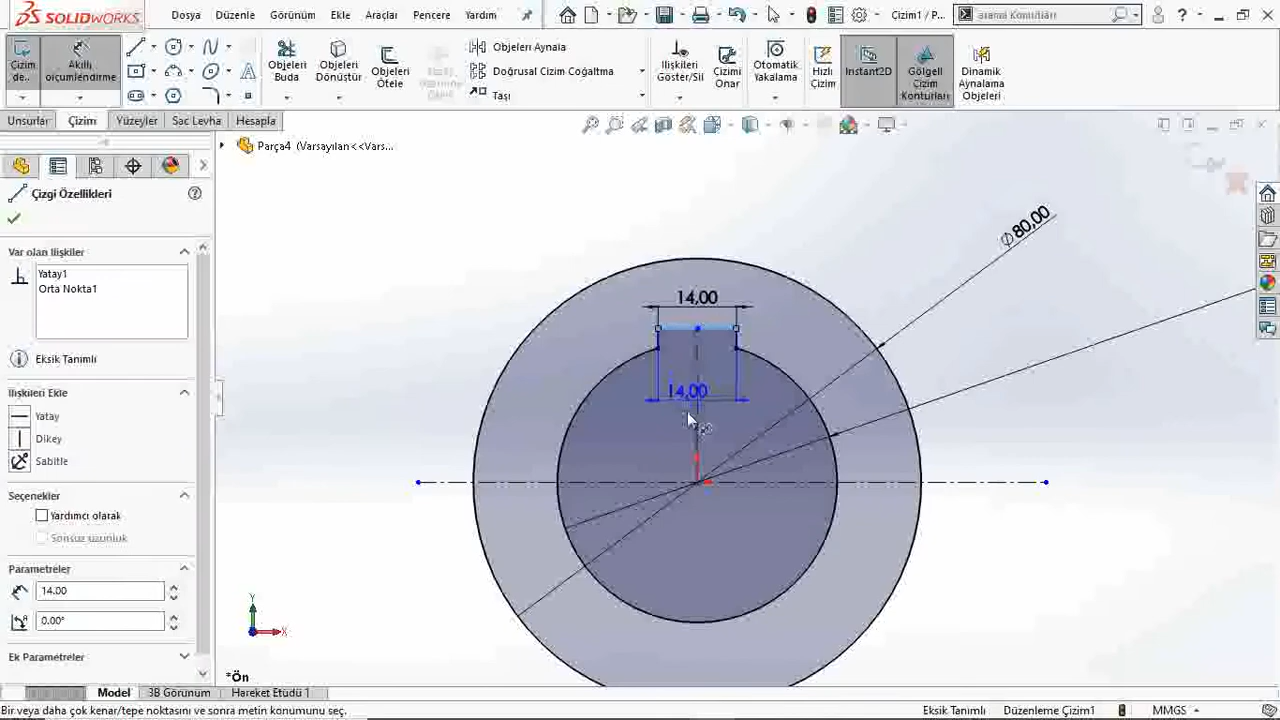 SOLIDWORKS
Dosya
Düzenle
Görünüm
Ekle
Araçlar
Pencere
Yardım
Çizim1 / P...
arama Konutları
Çizim
de...
Akıllı
ölçümlendirme
Objeleri
Buda
Objeleri
Dönüştür
Objeleri
Ötele
Objeleri Aynala
Doğrusal Çizim Çoğaltma
Taşı
İlişkileri
Göster/Sil
Çizimi
Onar
Otomatik
Yakalama
Hızlı
Çizim
Instant2D
Gölgeli
Çizim
Konturları
Dinamik
Aynalama
Objeleri
Unsurlar
Çizim
Yüzeyler
Sac Levha
Hesapla
Parça4 (Varsayılan<<Vars...
Çizgi Özellikleri
Var olan İlişkiler
Yatay1
Orta Nokta1
Eksik Tanımlı
İlişkileri Ekle
Yatay
Dikey
Sabitle
Seçenekler
Yardımcı olarak
Sonsuz uzunluk
Parametreler
14.00
0.00°
Ek Parametreler
Ø80,00
14,00
14,00
Y
X
*Ön
Model
3B Görünüm
Hareket Etüdü 1
Bir veya daha çok kenar/tepe noktasını ve sonra metin konumunu seç.
Eksik Tanımlı
Düzenleme Çizim1
MMGS